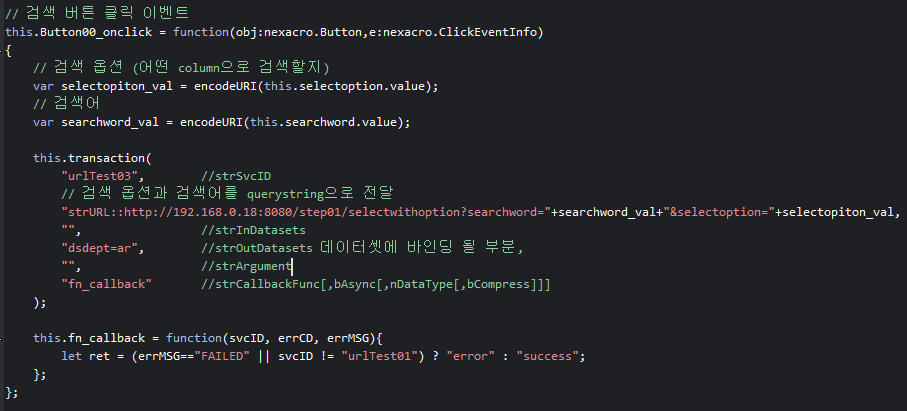 // 검색 버튼 클릭 이벤트
this.Button00_onclick = function(obj:nexacro.Button,e:nexacro.ClickEventInfo)
{
    // 검색 옵션 (어떤 column으로 검색할지)
    var selectopiton_val = encodeURI(this.selectoption.value);
    // 검색어
    var searchword_val = encodeURI(this.searchword.value);

    this.transaction(
        "urlTest03",        //strSvcID
        // 검색 옵션과 검색어를 querystring으로 전달
        "strURL::http://192.168.0.18:8080/step01/selectwithoption?searchword="+searchword_val+"&selectoption="+selectopiton_val,
        "",                 //strInDatasets
        "dsdept=ar",        //strOutDatasets 데이터셋에 바인딩 될 부분,
        "",                 //strArgument
        "fn_callback"       //strCallbackFunc[,bAsync[,nDataType[,bCompress]]]
    );

    this.fn_callback = function(svcID, errCD, errMSG){
        let ret = (errMSG=="FAILED" || svcID != "urlTest01") ? "error" : "success";
    };
};